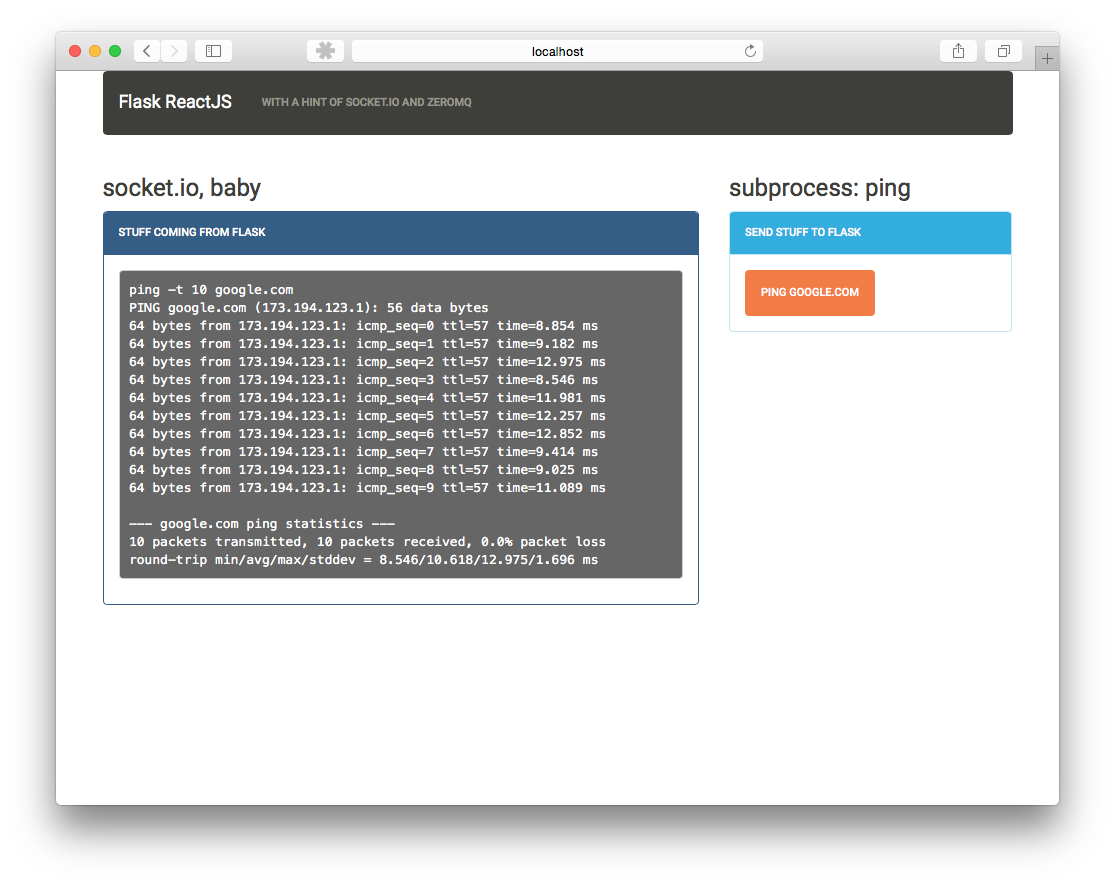 localhost
Flask ReactJS WITH A HINT OF SOCKET.IO AND ZEROMQ
socket.io, baby
STUFF COMING FROM FLASK
ping -t 10 google.com
PING google.com (173.194.123.1): 56 data bytes
64 bytes from 173.194.123.1: icmp_seq=0 ttl=57 time=8.854 ms
64 bytes from 173.194.123.1: icmp_seq=1 ttl=57 time=9.182 ms
64 bytes from 173.194.123.1: icmp_seq=2 ttl=57 time=12.975 ms
64 bytes from 173.194.123.1: icmp_seq=3 ttl=57 time=8.546 ms
64 bytes from 173.194.123.1: icmp_seq=4 ttl=57 time=11.981 ms
64 bytes from 173.194.123.1: icmp_seq=5 ttl=57 time=12.257 ms
64 bytes from 173.194.123.1: icmp_seq=6 ttl=57 time=12.852 ms
64 bytes from 173.194.123.1: icmp_seq=7 ttl=57 time=9.414 ms
64 bytes from 173.194.123.1: icmp_seq=8 ttl=57 time=9.025 ms
64 bytes from 173.194.123.1: icmp_seq=9 ttl=57 time=11.089 ms
--- google.com ping statistics ---
10 packets transmitted, 10 packets received, 0.0% packet loss
round-trip min/avg/max/stddev = 8.546/10.618/12.975/1.696 ms
subprocess: ping
SEND STUFF TO FLASK
PING GOOGLE.COM